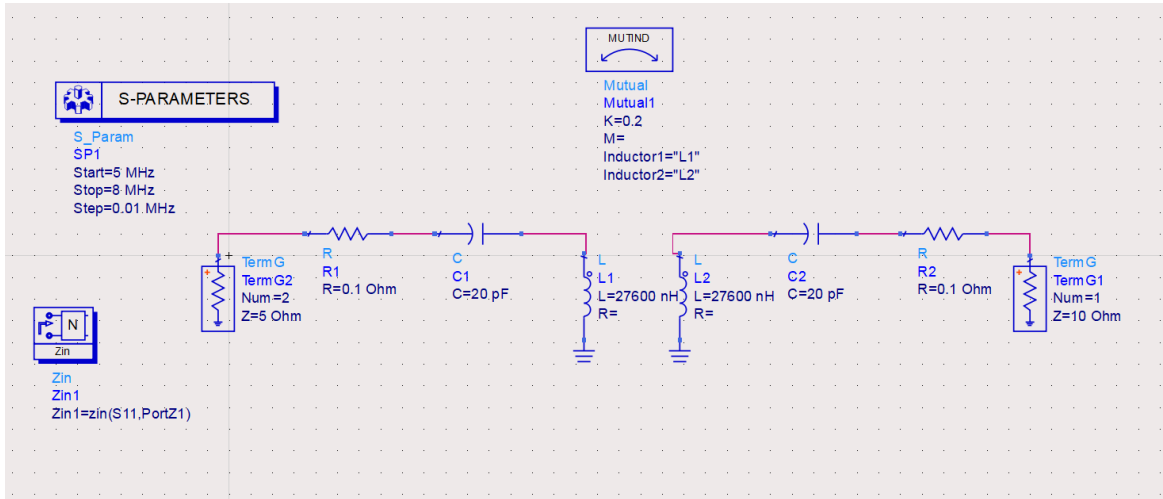 MUTIND
Mutual
Mutual1
K=0.2
M=
Inductor1="L1"
Inductor2="L2"
S-PARAMETERS
S_Param
SP1
Start=5 MHz
Stop=8 MHz
Step=0.01 MHz
TermG
TermG2
Num=2
Z=5 Ohm
R
R1
R=0.1 Ohm
C
C1
C=20 pF
L
L1
L=27600 nH
R=
L
L2
L=27600 nH
R=
C
C2
C=20 pF
R
R2
R=0.1 Ohm
TermG
TermG1
Num=1
Z=10 Ohm
N
Zin
Zin
Zin1
Zin1=zin(S11,PortZ1)